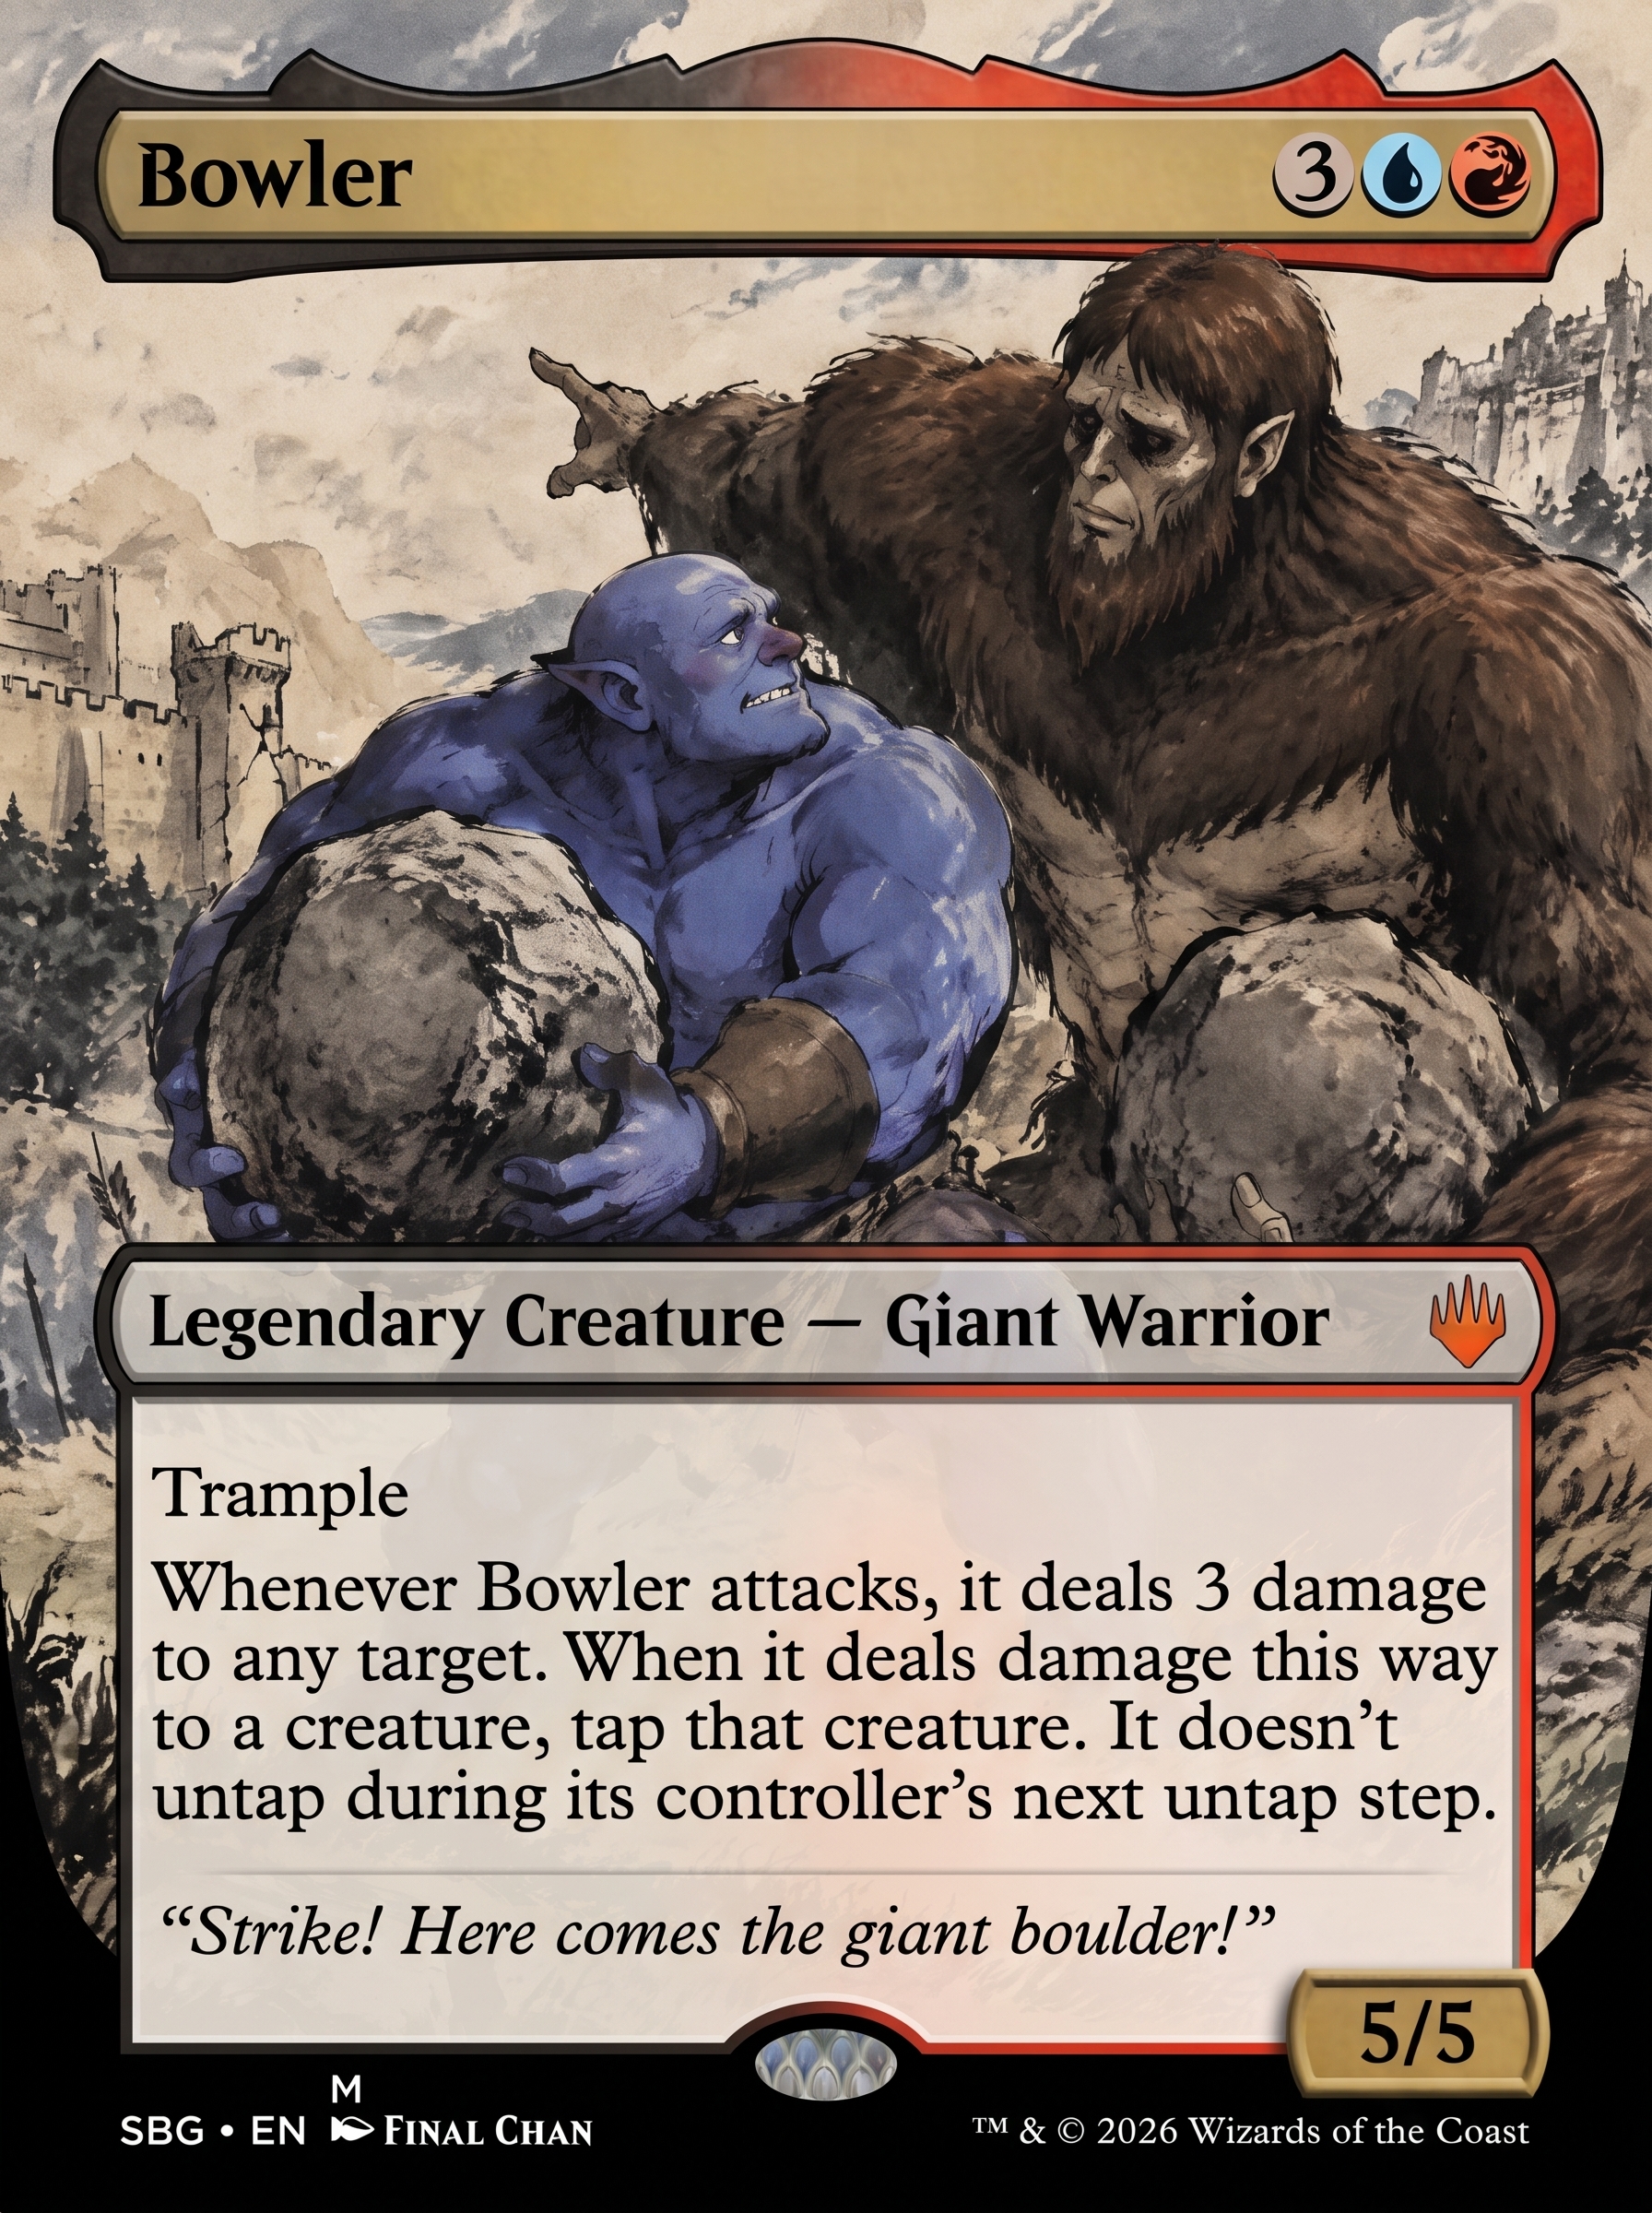 Bowler
3
Legendary Creature — Giant Warrior
Trample
Whenever Bowler attacks, it deals 3 damage
to any target. When it deals damage this way
to a creature, tap that creature. It doesn’t
untap during its controller’s next untap step.
“Strike! Here comes the giant boulder!”
5/5
M
SBG • EN FINAL CHAN
™ & © 2026 Wizards of the Coast